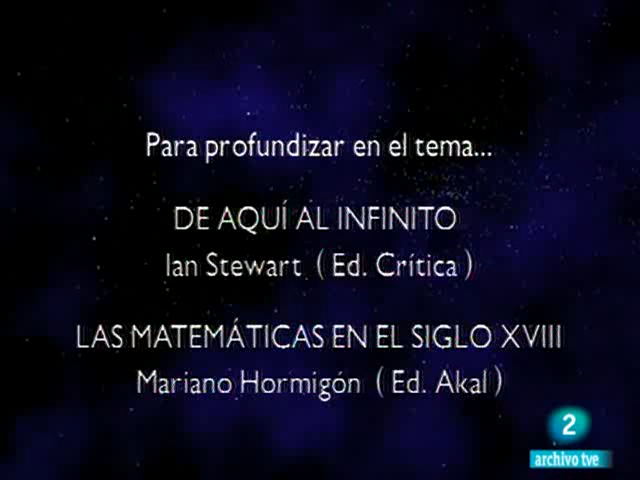 Para profundizar en el tema...
DE AQUÍ AL INFINITO
Ian Stewart ( Ed. Crítica )
LAS MATEMÁTICAS EN EL SIGLO XVIII
Mariano Hormigón ( Ed. Akal )
2
archivo tve